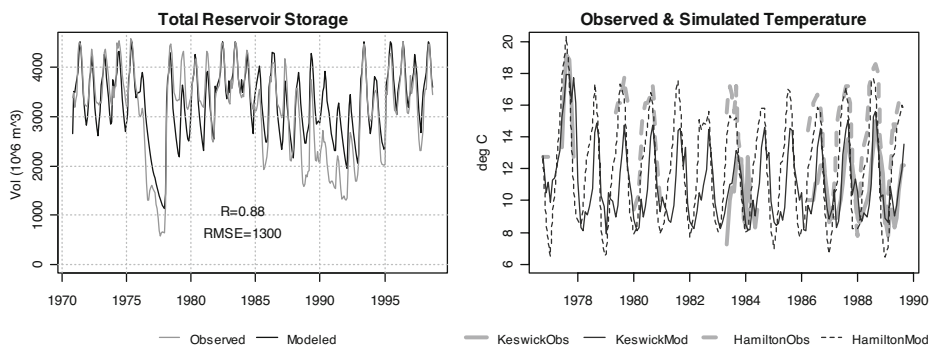 Total Reservoir Storage
Vol (10^6 m^3)
4000
3000
2000
1000
0
R=0.88
RMSE=1300
1970 1975 1980 1985 1990 1995
Observed Modeled
Observed & Simulated Temperature
deg C
20
18
16
14
12
10
8
6
1978 1980 1982 1984 1986 1988 1990
KeswickObs KeswickMod HamiltonObs HamiltonMod